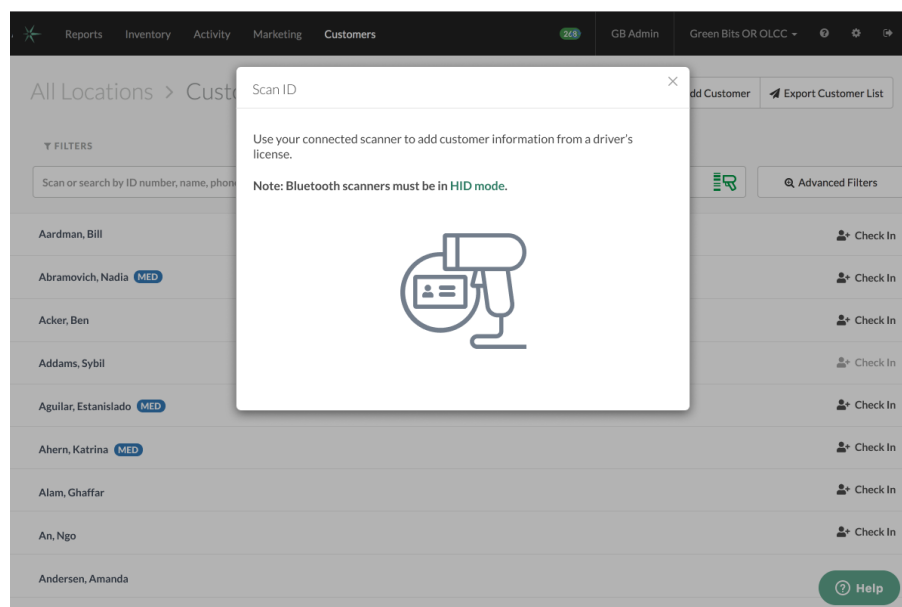 Reports Inventory Activity Marketing Customers 268 GB Admin Green Bits OR OLCC
All Locations > Custo
dd Customer Export Customer List
Scan ID
Use your connected scanner to add customer information from a driver's
license.
Note: Bluetooth scanners must be in HID mode.
FILTERS
Scan or search by ID number, name, phon
Advanced Filters
Aardman, Bill Check In
Abramovich, Nadia MED Check In
Acker, Ben Check In
Addams, Sybil Check In
Aguilar, Estanislado MED Check In
Ahern, Katrina MED Check In
Alam, Ghaffar Check In
An, Ngo Check In
Andersen, Amanda
Help